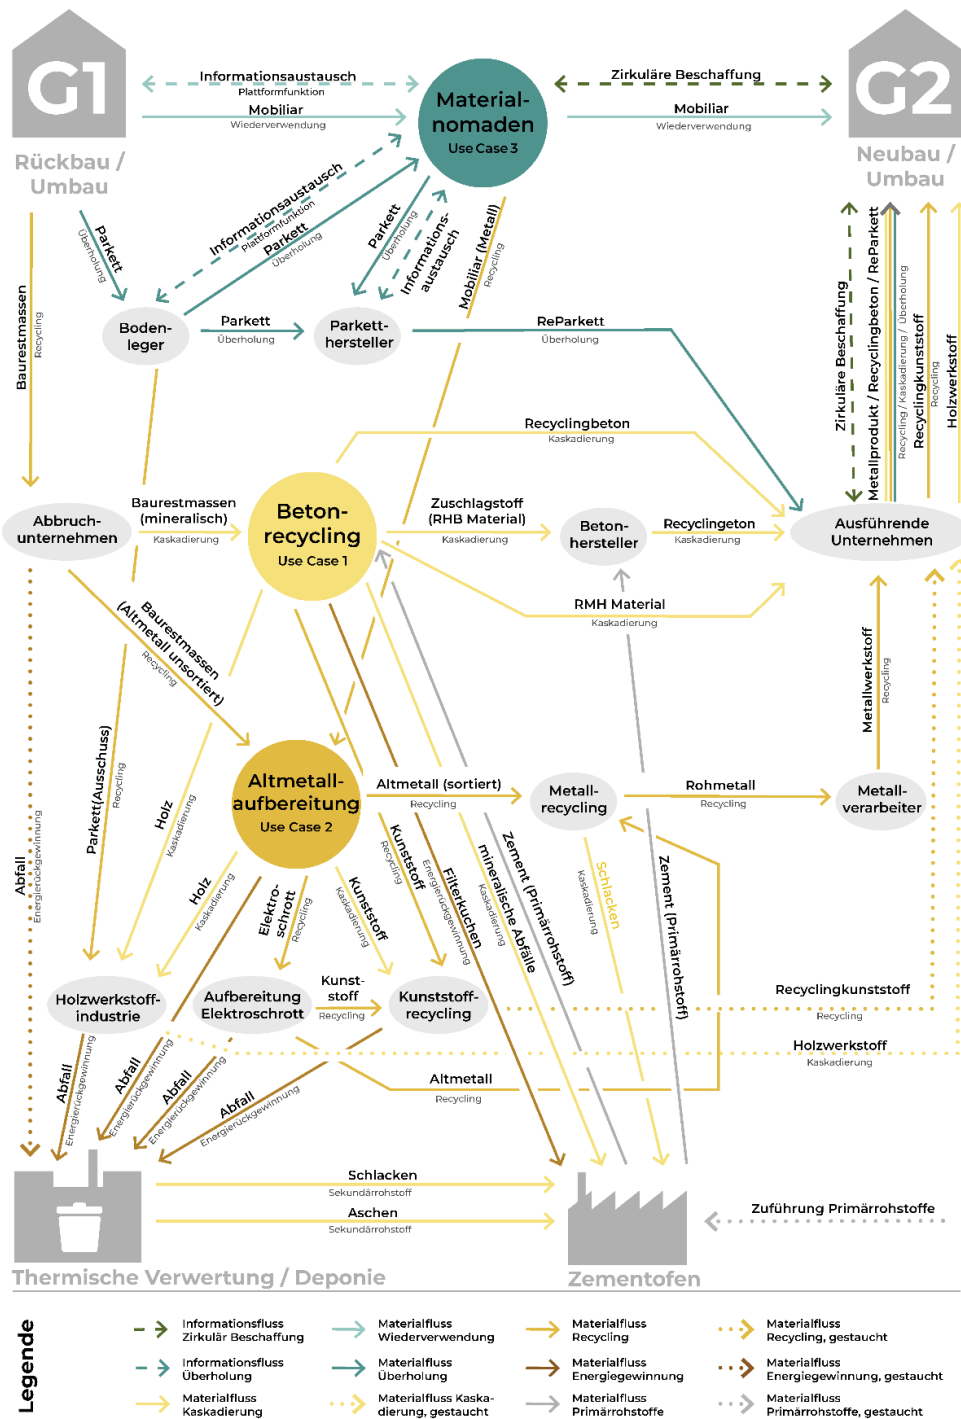 G1
G2
Informationsaustausch
Plattformfunktion
Mobiliar
Wiederverwendung
Material-
nomaden
Use Case 3
Zirkuläre Beschaffung
Mobiliar
Wiederverwendung
Rückbau /
Umbau
Neubau /
Umbau
Baurestmassen
Recycling
Parkett
Überholung
Informationsaustausch
Plattformfunktion
Parkett
Überholung
Parkett
Überholung
Informations-
austausch
Mobiliar (Metall)
Recycling
Zirkuläre Beschaffung
Metallprodukt / Recyclingbeton / ReParkett
Recycling / Kaskadierung / Überholung
Recyclingkunststoff
Recycling
Holzwerkstoff
Boden-
leger
Parkett
Überholung
Parkett-
hersteller
ReParkett
Überholung
Recyclingbeton
Kaskadierung
Abbruch-
unternehmen
Baurestmassen
(mineralisch)
Kaskadierung
Beton-
recycling
Use Case 1
Zuschlagstoff
(RHB Material)
Kaskadierung
Beton-
hersteller
Recyclingeton
Kaskadierung
Ausführende
Unternehmen
RMH Material
Kaskadierung
Baurestmassen
(Altmetall unsortiert)
Recycling
Metallwerkstoff
Recycling
Parkett(Ausschuss)
Recycling
Holz
Kaskadierung
Altmetall-
aufbereitung
Use Case 2
Altmetall (sortiert)
Recycling
Metall-
recycling
Rohmetall
Recycling
Metall-
verarbeiter
Abfall
Energierückgewinnung
Holz
Kaskadierung
Elektro-
schrott
Recycling
Kunststoff
Kaskadierung
Kunststoff
Recycling
Filterkuchen
Energierückgewinnung
mineralische Abfälle
Kaskadierung
Zement (Primärrohstoff)
Schlacken
Kaskadierung
Zement (Primärrohstoff)
Holzwerkstoff-
industrie
Aufbereitung
Elektroschrott
Kunst-
stoff
Recycling
Kunststoff-
recycling
Recyclingkunststoff
Recycling
Holzwerkstoff
Kaskadierung
Abfall
Energierückgewinnung
Abfall
Energierückgewinnung
Abfall
Energierückgewinnung
Abfall
Energierückgewinnung
Altmetall
Recycling
Schlacken
Sekundärrohstoff
Aschen
Sekundärrohstoff
Zuführung Primärrohstoffe
Thermische Verwertung / Deponie
Zementofen
Legende
Informationsfluss
Zirkulär Beschaffung
Materialfluss
Wiederverwendung
Materialfluss
Recycling
Materialfluss
Recycling, gestaucht
Informationsfluss
Überholung
Materialfluss
Überholung
Materialfluss
Energiegewinnung
Materialfluss
Energiegewinnung, gestaucht
Materialfluss
Kaskadierung
Materialfluss Kaska-
dierung, gestaucht
Materialfluss
Primärrohstoffe
Materialfluss
Primärrohstoffe, gestaucht